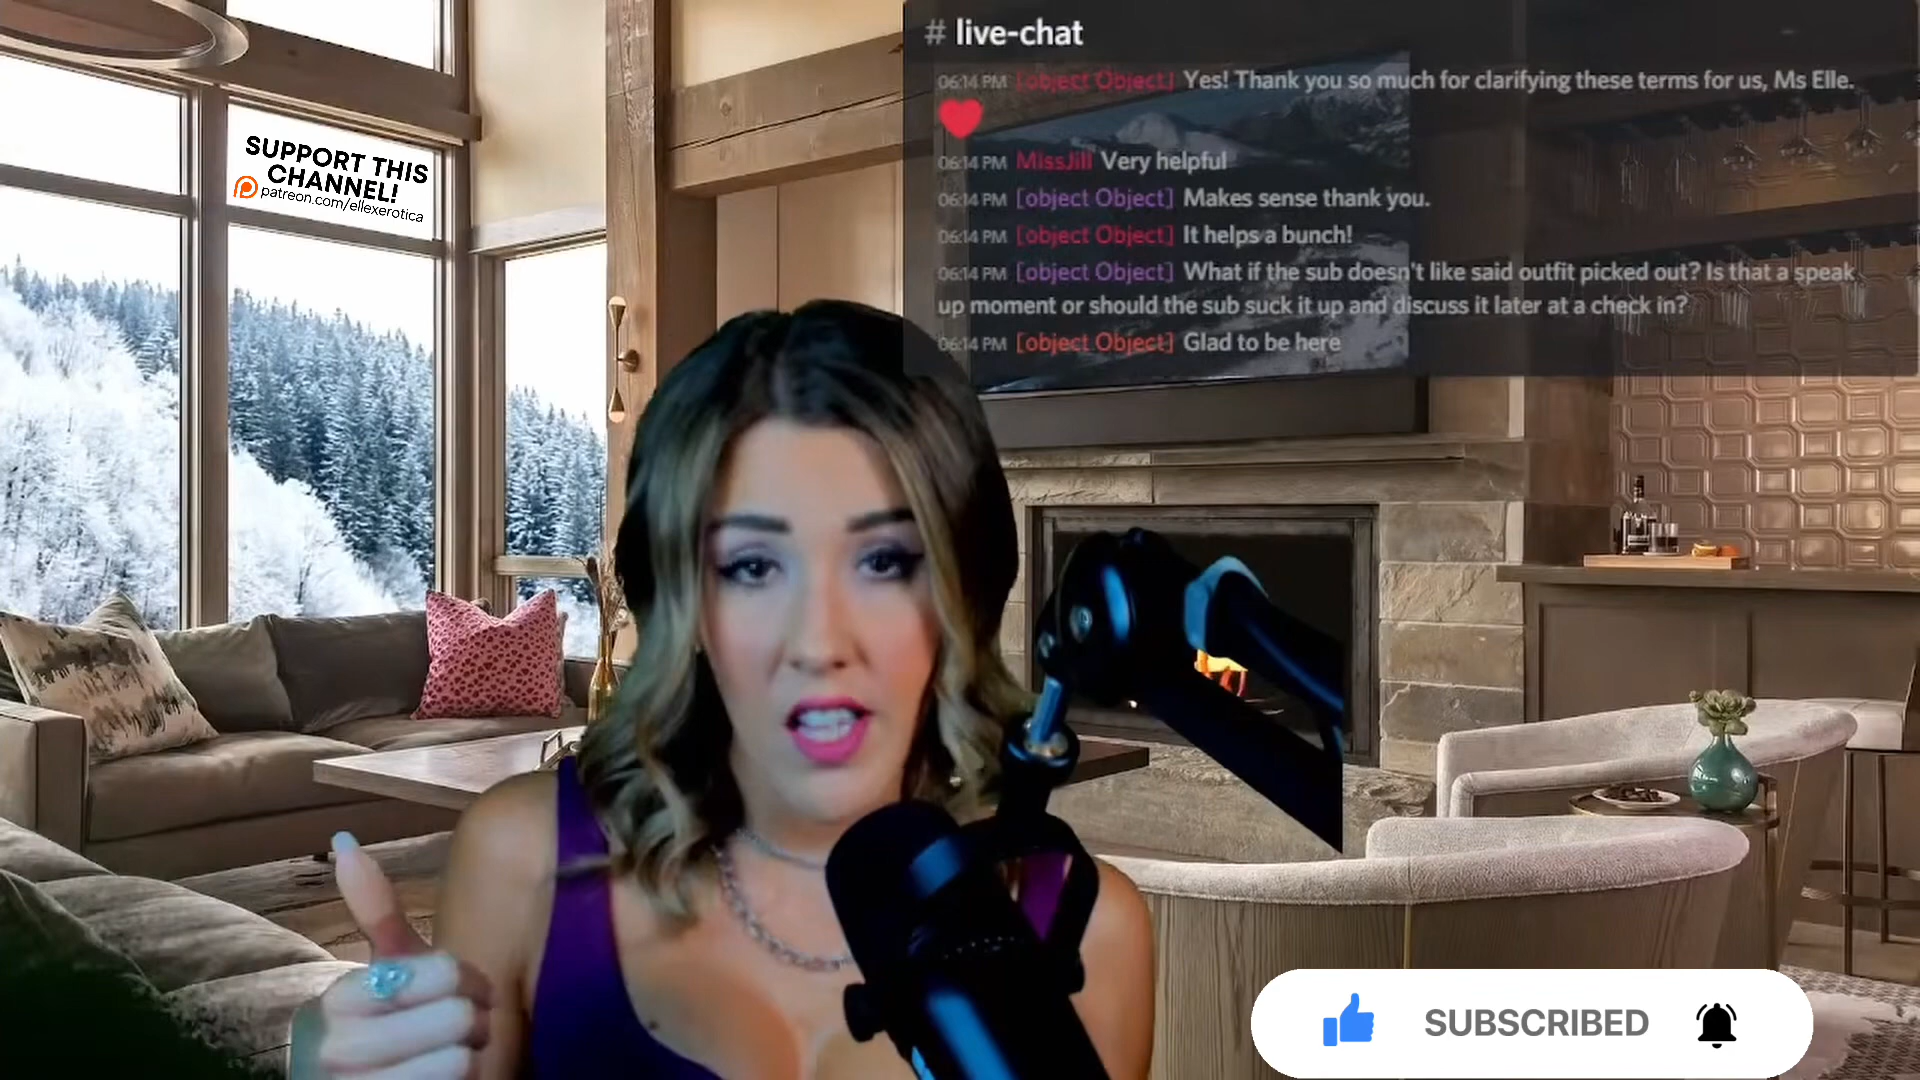 # live-chat
06:14 PM [object Object] Yes! Thank you so much for clarifying these terms for us, Ms Elle.
❤️
06:14 PM MissJill Very helpful
06:14 PM [object Object] Makes sense thank you.
06:14 PM [object Object] It helps a bunch!
06:14 PM [object Object] What if the sub doesn't like said outfit picked out? Is that a speak
up moment or should the sub suck it up and discuss it later at a check in?
06:14 PM [object Object] Glad to be here
SUPPORT THIS
CHANNEL!
patreon.com/ellexerotica
SUBSCRIBED